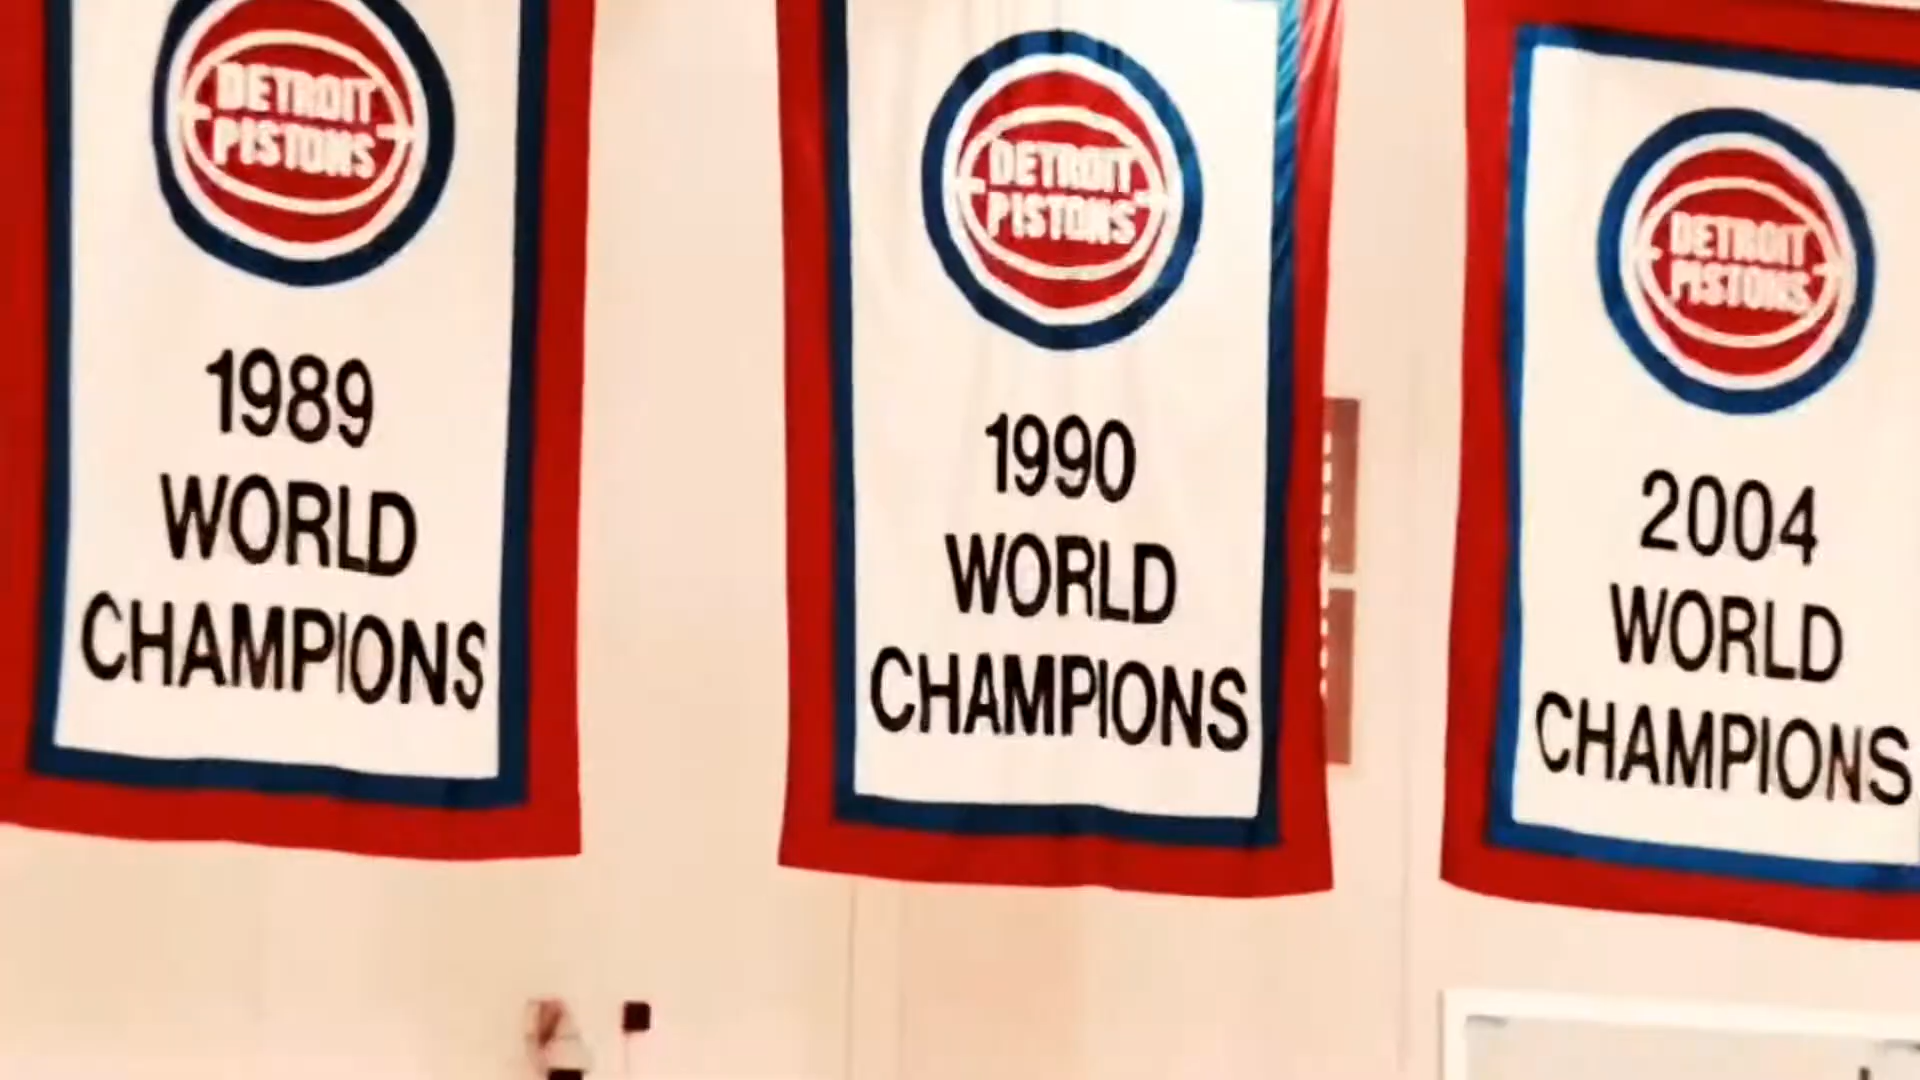 DETROIT
PISTONS
1989
WORLD
CHAMPIONS
DETROIT
PISTONS
1990
WORLD
CHAMPIONS
DETROIT
PISTONS
2004
WORLD
CHAMPIONS